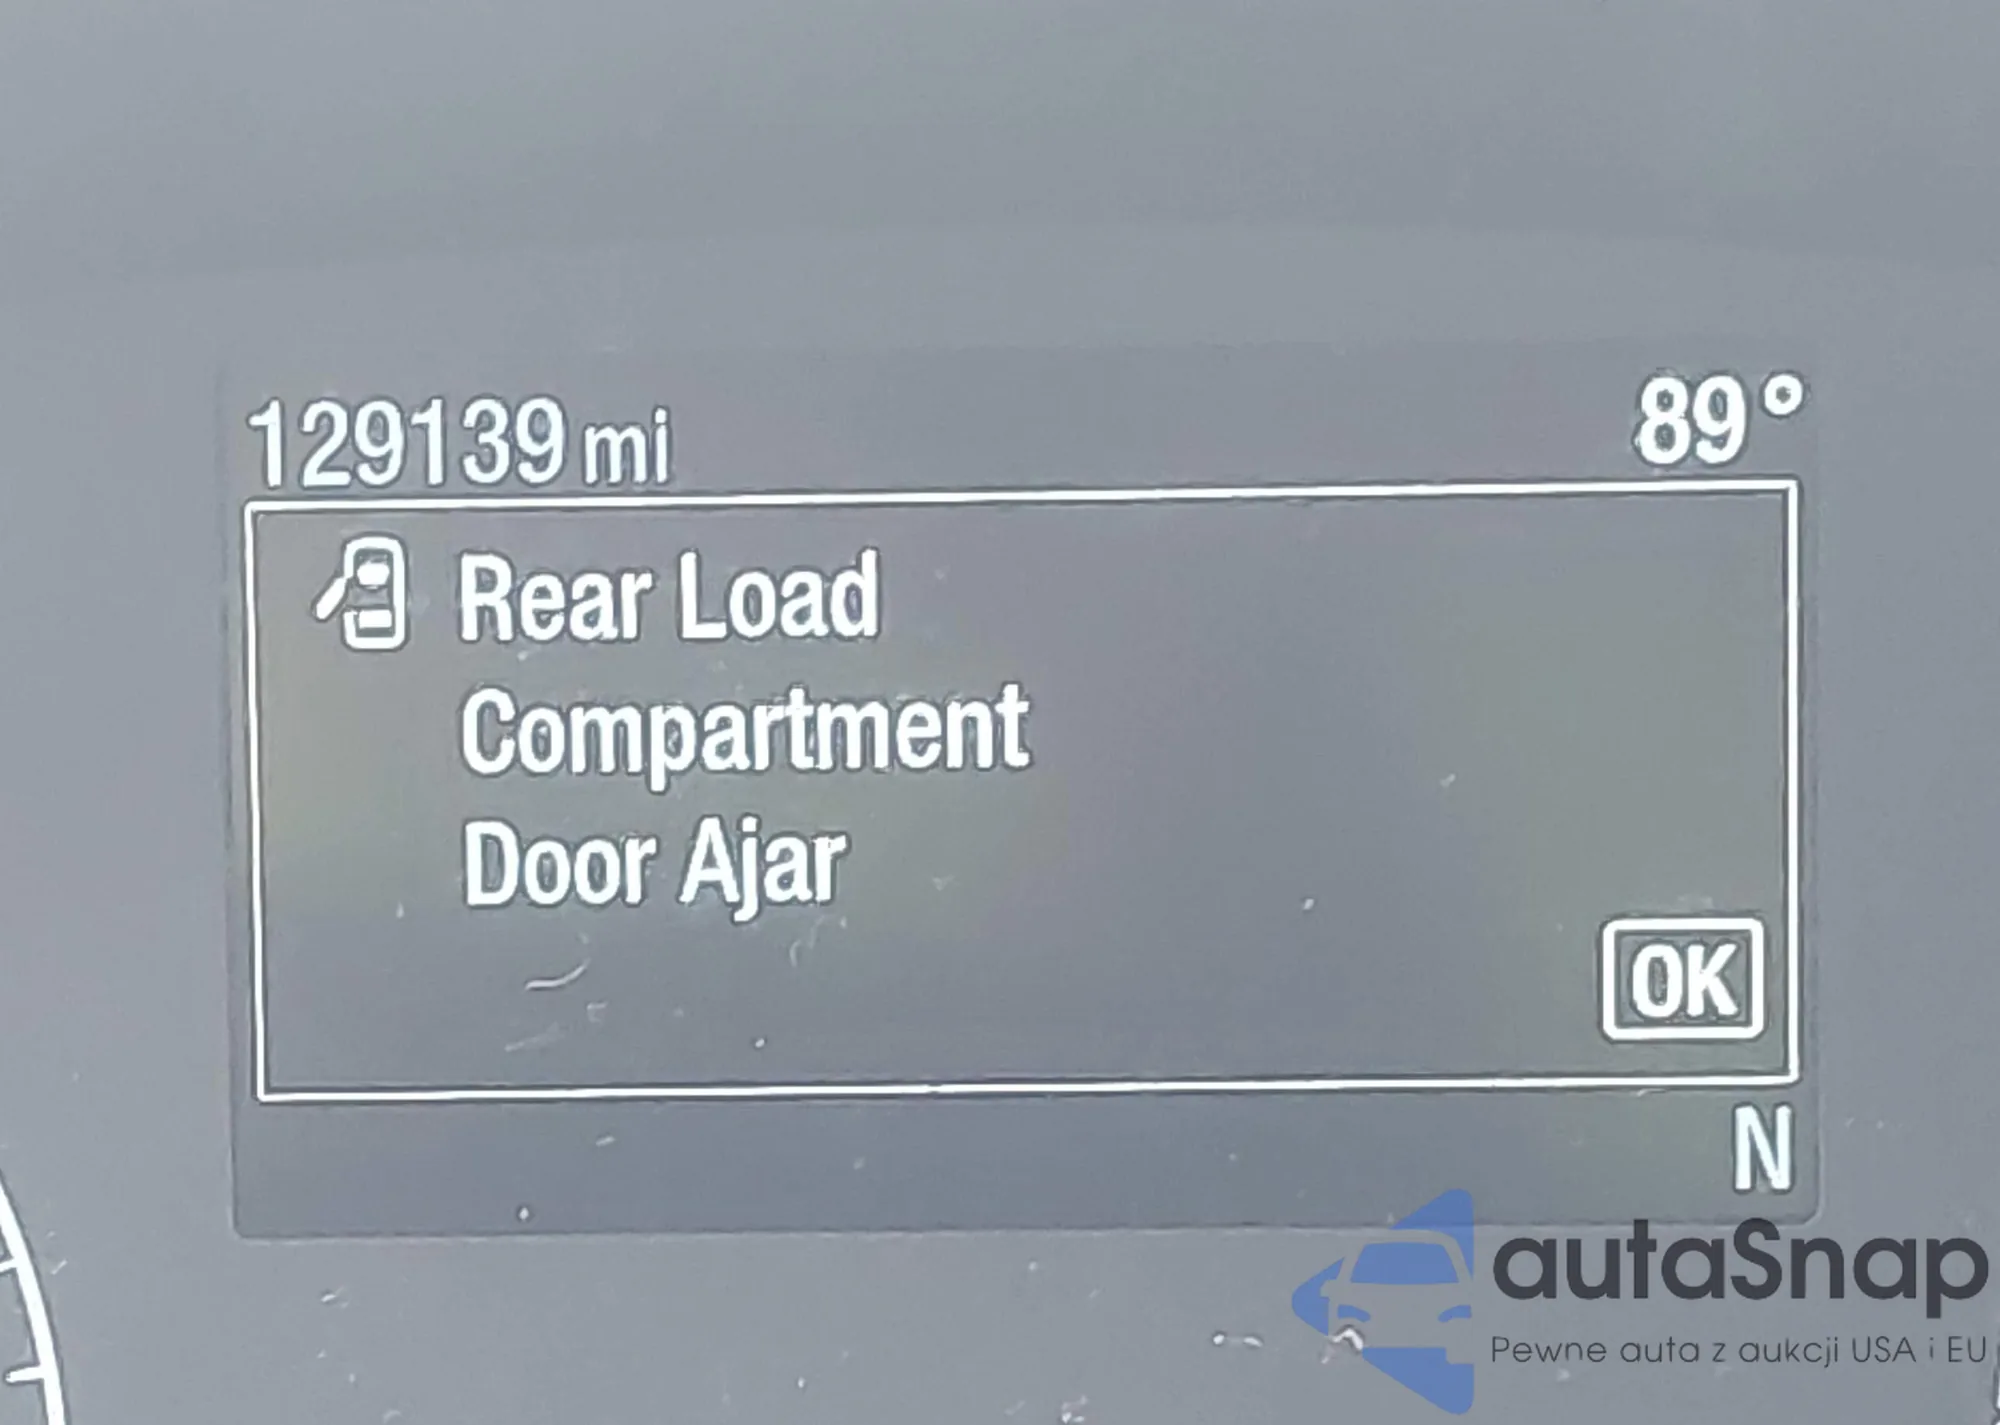 129139 mi
89°
Rear Load
Compartment
Door Ajar
OK
N
autaSnap
Pewne auta z aukcji USA i EU